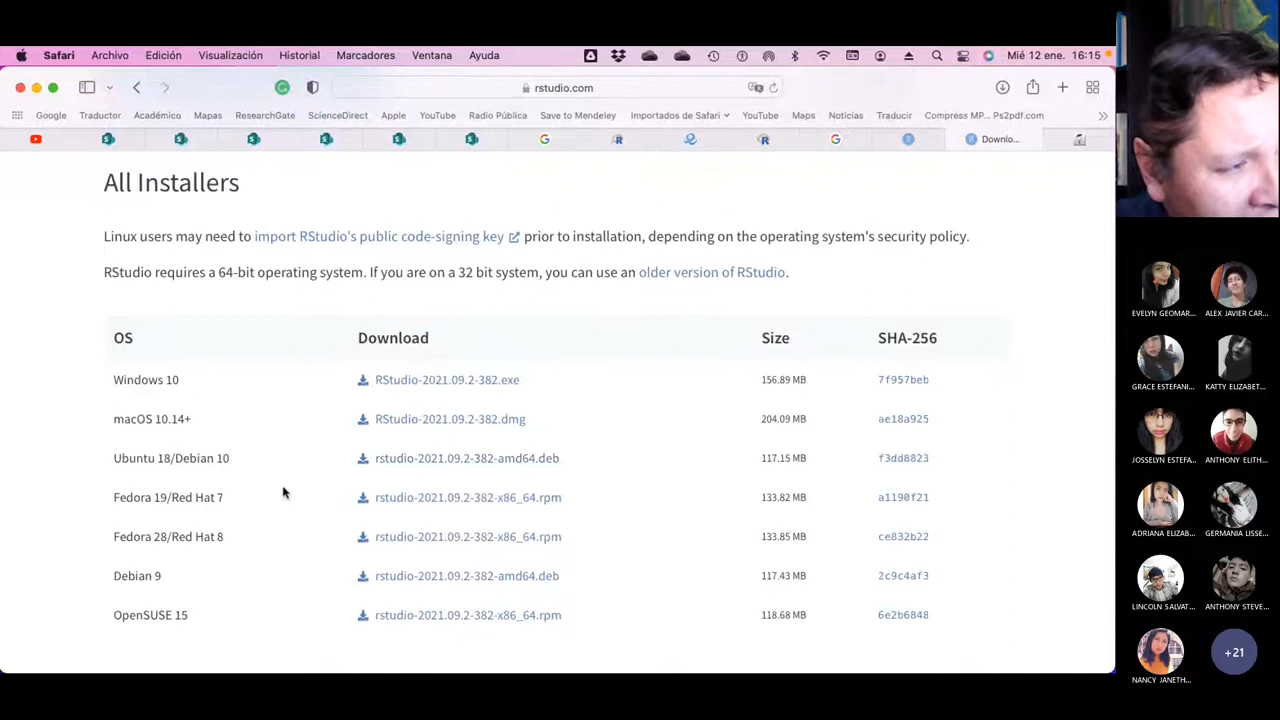 Safari Archivo Edición Visualización Historial Marcadores Ventana Ayuda Mié 12 ene. 16:15
rstudio.com
Google Traductor Académico Mapas ResearchGate ScienceDirect Apple YouTube Radio Pública Save to Mendeley Importados de Safari YouTube Maps Noticias Traducir Compress MP... Ps2pdf.com
Downlo...
All Installers
Linux users may need to import RStudio's public code-signing key prior to installation, depending on the operating system's security policy.
RStudio requires a 64-bit operating system. If you are on a 32 bit system, you can use an older version of RStudio.
OS Download Size SHA-256
Windows 10 RStudio-2021.09.2-382.exe 156.89 MB 7f957beb
macOS 10.14+ RStudio-2021.09.2-382.dmg 204.09 MB ae18a925
Ubuntu 18/Debian 10 rstudio-2021.09.2-382-amd64.deb 117.15 MB f3dd8823
Fedora 19/Red Hat 7 rstudio-2021.09.2-382-x86_64.rpm 133.82 MB a1190f21
Fedora 28/Red Hat 8 rstudio-2021.09.2-382-x86_64.rpm 133.85 MB ce832b22
Debian 9 rstudio-2021.09.2-382-amd64.deb 117.43 MB 2c9c4af3
OpenSUSE 15 rstudio-2021.09.2-382-x86_64.rpm 118.68 MB 6e2b6848
EVELYN GEOMAR... ALEX JAVIER CAR...
GRACE ESTEFANI... KATTY ELIZABET...
JOSSELYN ESTEFA... ANTHONY ELITH...
ADRIANA ELIZAB... GERMANIA LISSE...
LINCOLN SALVAT... ANTHONY STEVE...
NANCY JANETH... +21